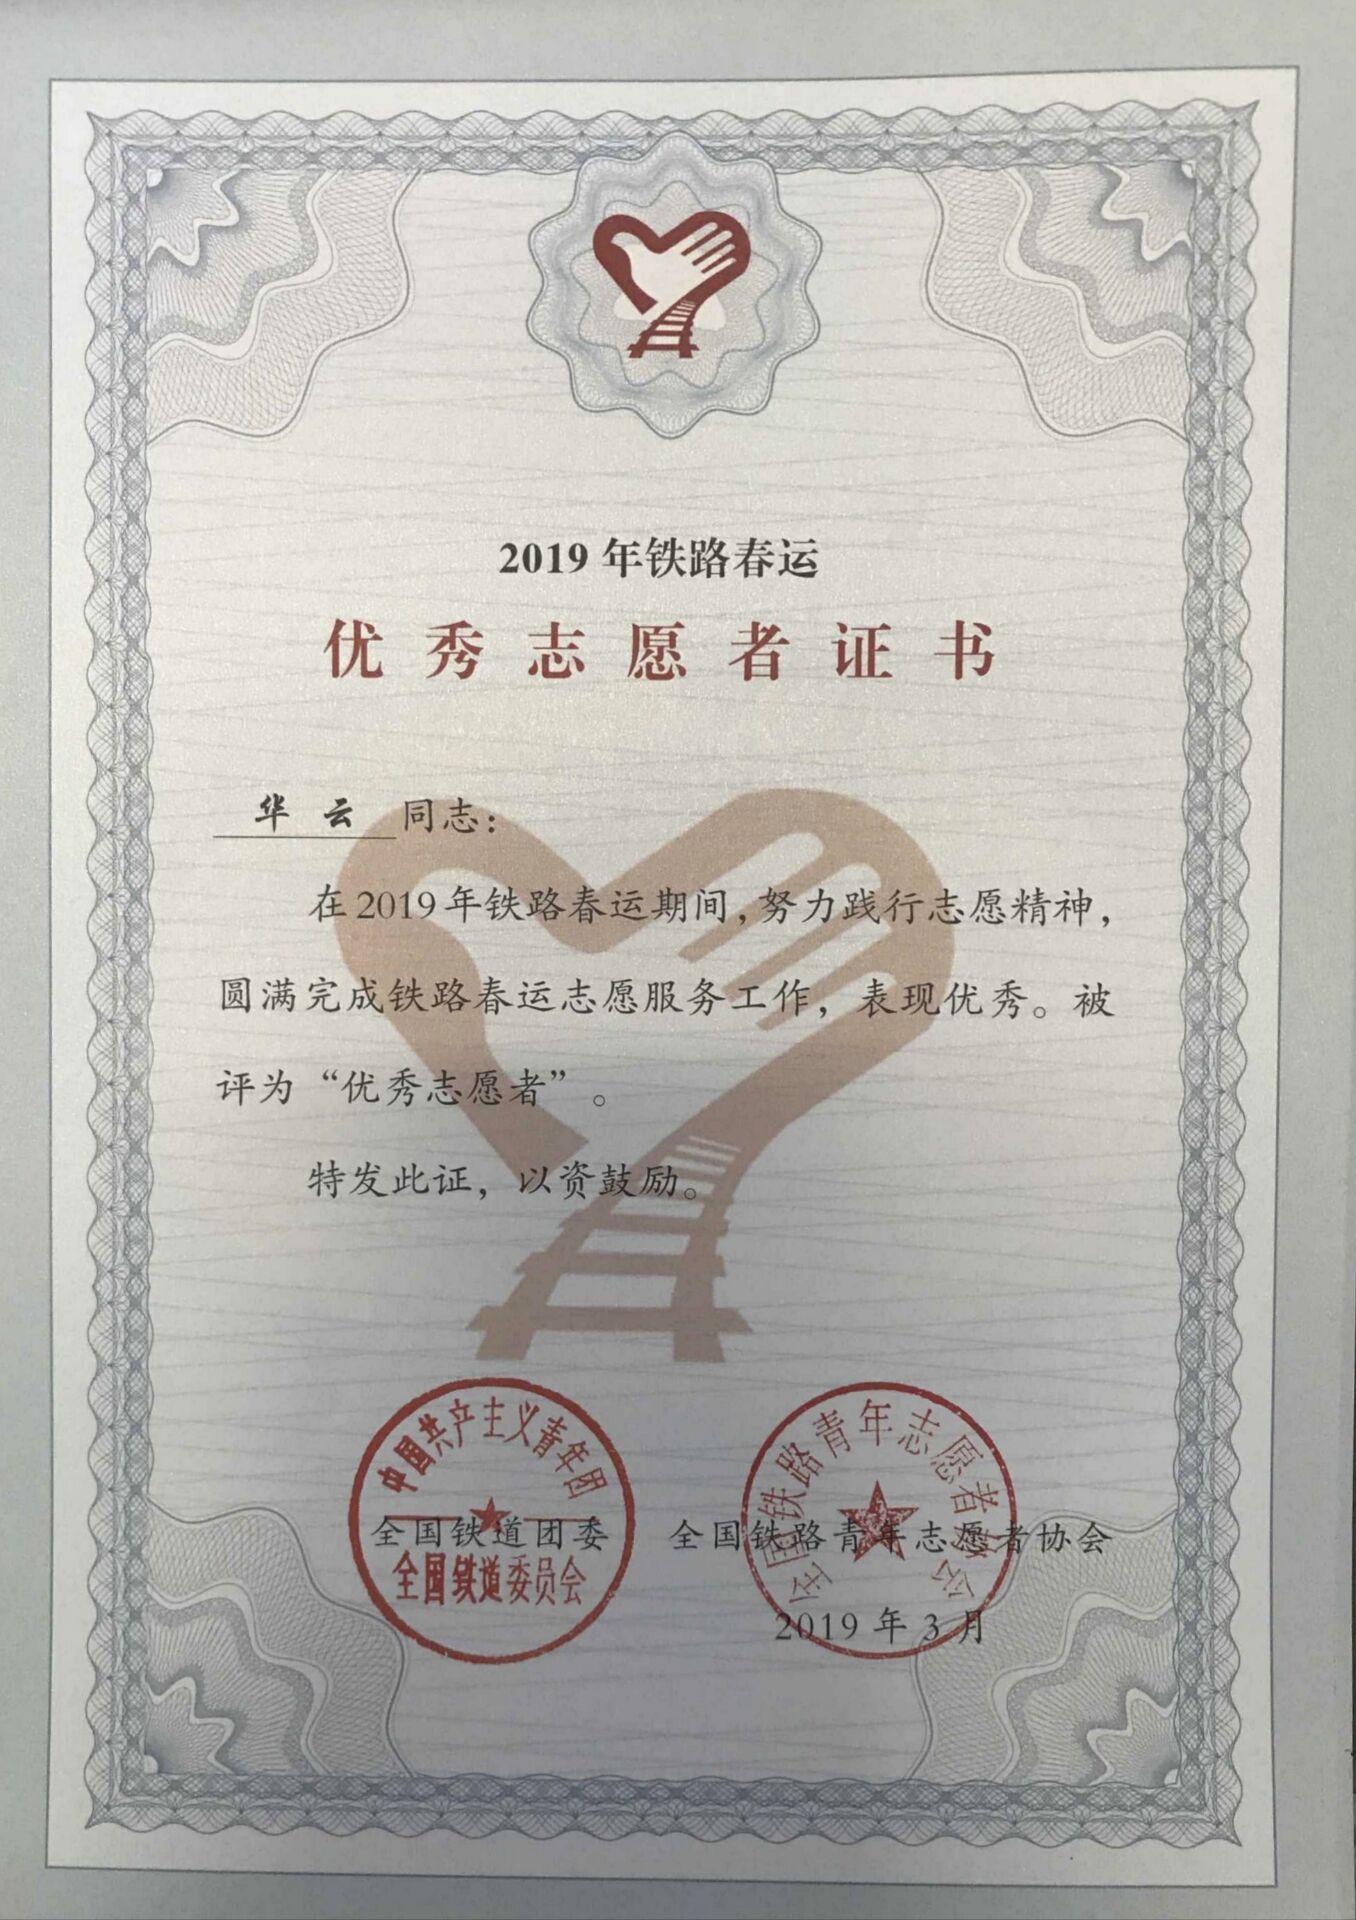 2019年铁路春运
优秀志愿者证书
华云 同志：
在2019年铁路春运期间，努力践行志愿精神，
圆满完成铁路春运志愿服务工作，表现优秀。被
评为“优秀志愿者”。
特发此证，以资鼓励。
中國共产主义青年团
全国铁道团委
全国铁道委员会
全国铁路青年志愿者协会
全国铁路青年志愿者协会
2019年3月